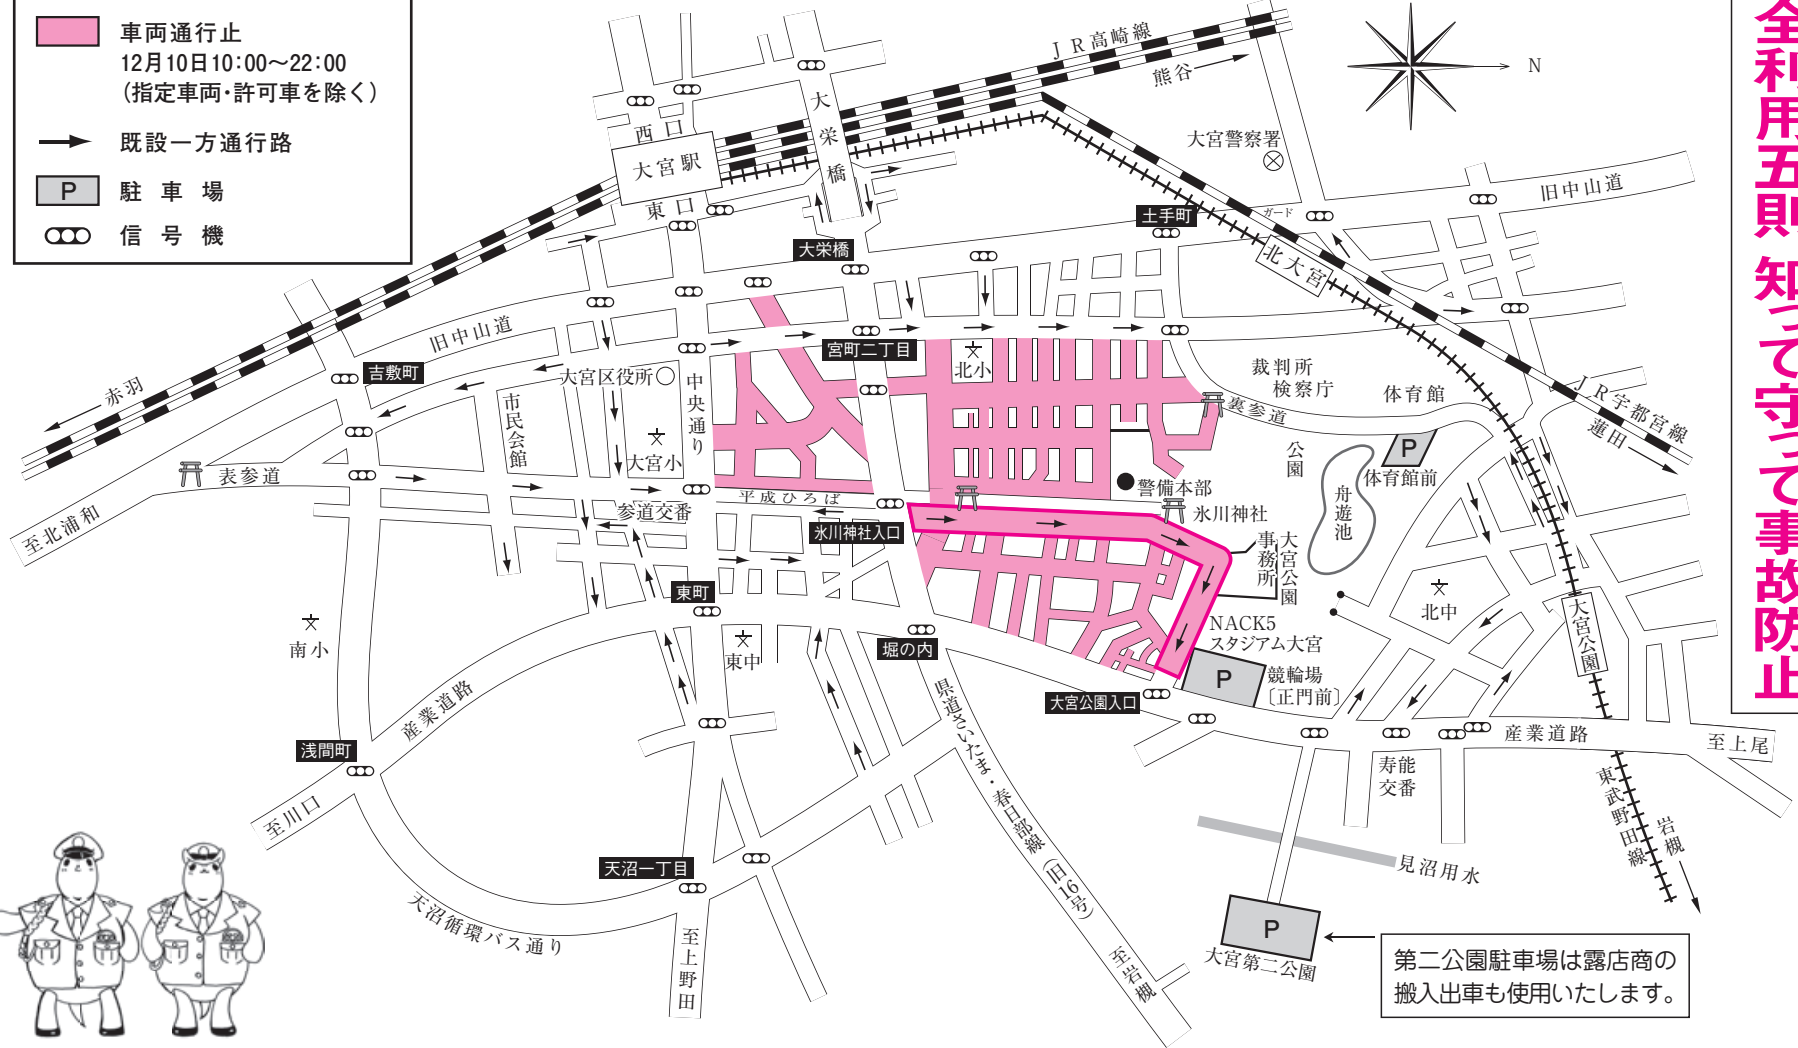 車両通行止
12月10日10:00〜22:00
(指定車両・許可車を除く)
既設一方通行路
P 駐車場
信号機
全利用五則 知って守って事故防止
N
JR高崎線
熊谷
大宮警察署
旧中山道
ガード
土手町
北大宮
西口
大宮駅
東口
大栄橋
大栄橋
旧中山道
吉敷町
赤羽
大宮区役所
中央通り
宮町二丁目
北小
裁判所
検察庁
体育館
裏参道
JR宇都宮線
蓮田
市民会館
大宮小
表参道
至北浦和
公園
P
体育館前
舟遊池
警備本部
氷川神社
平成ひろば
参道交番
氷川神社入口
大宮公園
事務所
東町
北中
大宮公園
NACK5
スタジアム大宮
南小
東中
堀の内
P
競輪場
〔正門前〕
大宮公園入口
産業道路
浅間町
至川口
県道さいたま・春日部線(旧16号)
産業道路
至上尾
寿能
交番
東武野田線
岩槻
見沼用水
天沼一丁目
天沼循環バス通り
至上野田
至岩槻
P
大宮第二公園
第二公園駐車場は露店商の
搬入出車も使用いたします。